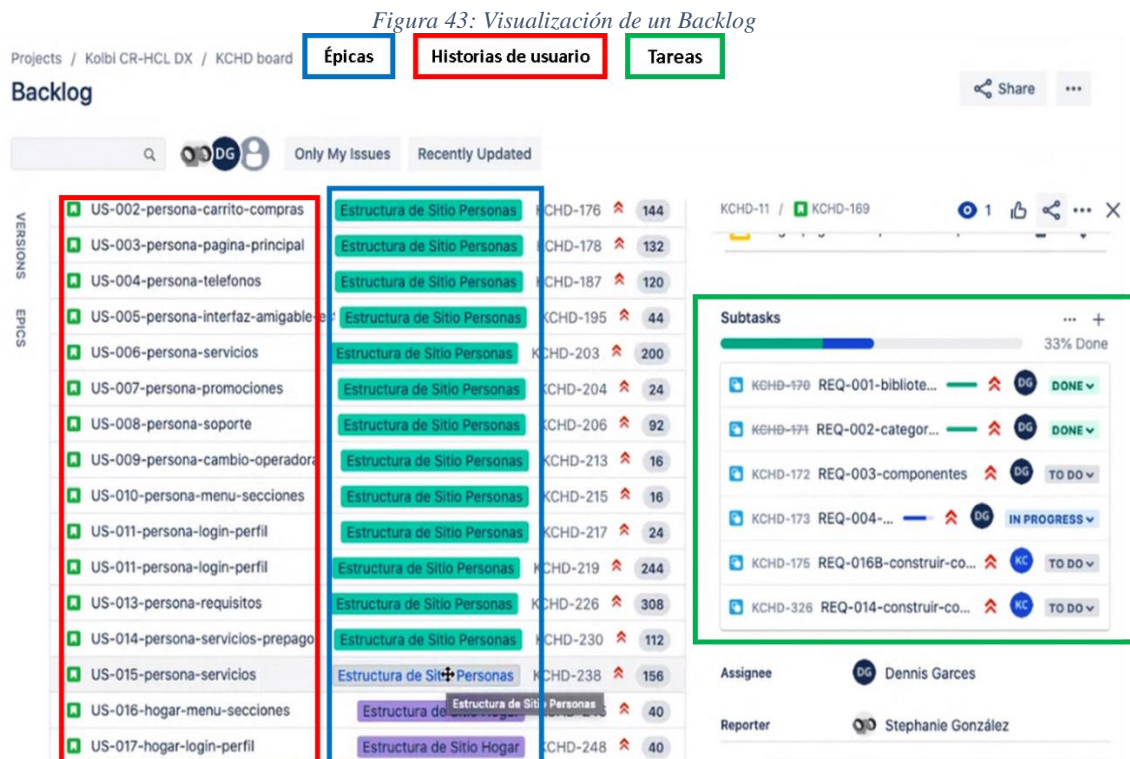 Figura 43: Visualización de un Backlog
Projects / Kolbi CR-HCL DX / KCHD board
Épicas
Historias de usuario
Tareas
Backlog
Share
DG
Only My Issues
Recently Updated
VERSIONS
EPICS
US-002-persona-carrito-compras Estructura de Sitio Personas KCHD-176 144
US-003-persona-pagina-principal Estructura de Sitio Personas KCHD-178 132
US-004-persona-telefonos Estructura de Sitio Personas KCHD-187 120
US-005-persona-interfaz-amigable-e Estructura de Sitio Personas KCHD-195 44
US-006-persona-servicios Estructura de Sitio Personas KCHD-203 200
US-007-persona-promociones Estructura de Sitio Personas KCHD-204 24
US-008-persona-soporte Estructura de Sitio Personas KCHD-206 92
US-009-persona-cambio-operadora Estructura de Sitio Personas KCHD-213 16
US-010-persona-menu-secciones Estructura de Sitio Personas KCHD-215 16
US-011-persona-login-perfil Estructura de Sitio Personas KCHD-217 24
US-011-persona-login-perfil Estructura de Sitio Personas KCHD-219 244
US-013-persona-requisitos Estructura de Sitio Personas KCHD-226 308
US-014-persona-servicios-prepago Estructura de Sitio Personas KCHD-230 112
US-015-persona-servicios Estructura de Sitio Personas KCHD-238 156
Estructura de Sitio Personas
US-016-hogar-menu-secciones Estructura de 40
US-017-hogar-login-perfil Estructura de Sitio Hogar KCHD-248 40
KCHD-11 / KCHD-169 1
Subtasks
33% Done
KCHD-170 REQ-001-bibliote... DG DONE
KCHD-171 REQ-002-categor... DG DONE
KCHD-172 REQ-003-componentes DG TO DO
KCHD-173 REQ-004-... DG IN PROGRESS
KCHD-175 REQ-016B-construir-co... KC TO DO
KCHD-326 REQ-014-construir-co... KC TO DO
Assignee DG Dennis Garces
Reporter Stephanie González